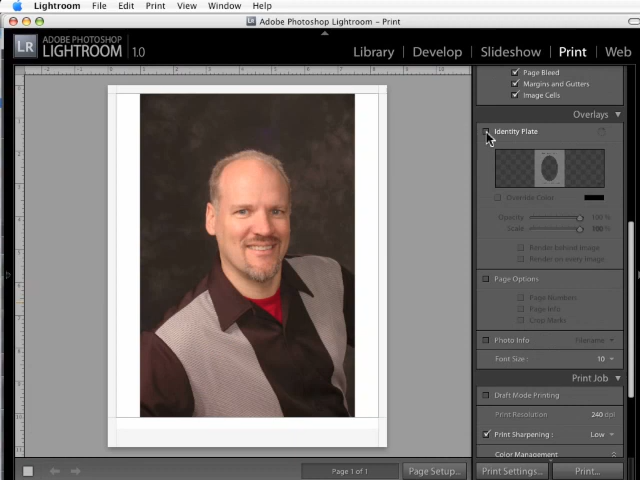 Lightroom File Edit Print View Window Help
Adobe Photoshop Lightroom – Print
LR ADOBE PHOTOSHOP LIGHTROOM 1.0
Library | Develop | Slideshow | Print | Web
Page Bleed
Margins and Gutters
Image Cells
Overlays
Identity Plate
Override Color
Opacity 100 %
Scale 100 %
Render behind image
Render on every image
Page Options
Page Numbers
Page Info
Crop Marks
Photo Info Filename
Font Size : 10
Print Job
Draft Mode Printing
Print Resolution 240 dpi
Print Sharpening : Low
Color Management
Page 1 of 1 Page Setup... Print Settings... Print...